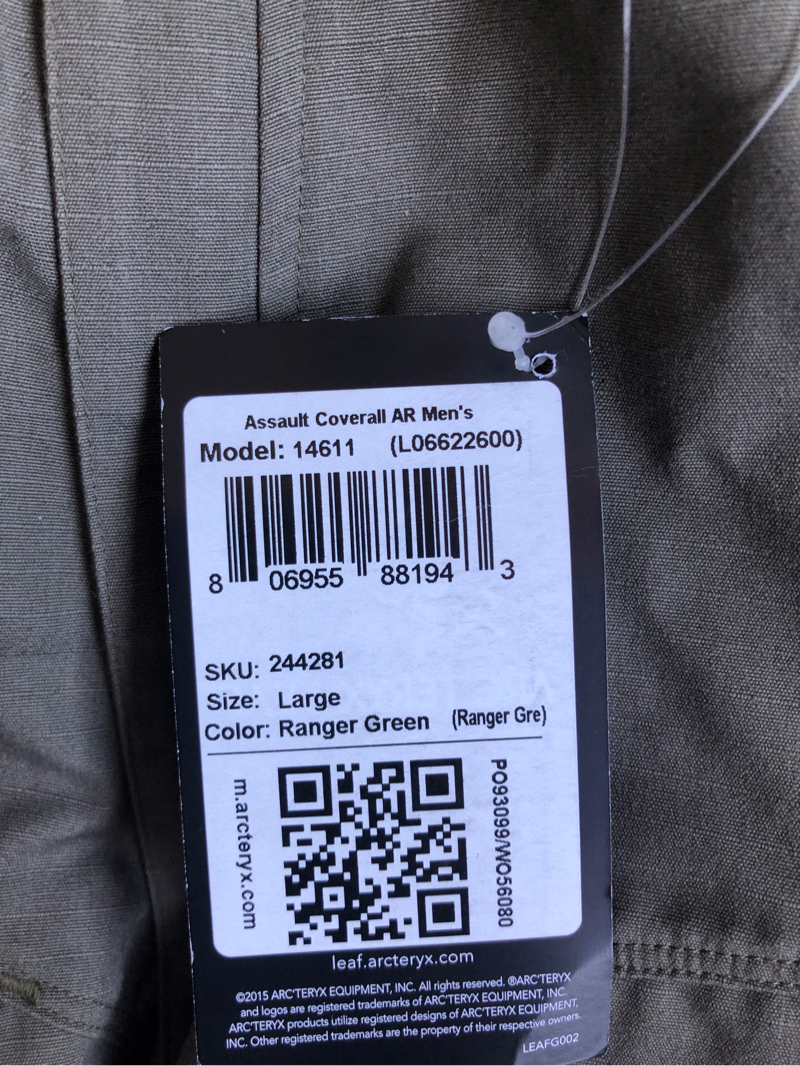 Assault Coverall AR Men's
Model: 14611 (L06622600)
8 06955 88194 3
SKU: 244281
Size: Large
Color: Ranger Green (Ranger Gre)
m.arcteryx.com
PO93099/WO56080
leaf.arcteryx.com
©2015 ARC'TERYX EQUIPMENT, INC. All rights reserved. ®ARC'TERYX
and logos are registered trademarks of ARC'TERYX EQUIPMENT, INC.
ARC'TERYX products utilize registered designs of ARC'TERYX EQUIPMENT,
INC. Other registered trademarks are the property of their respective owners.
LEAFG002